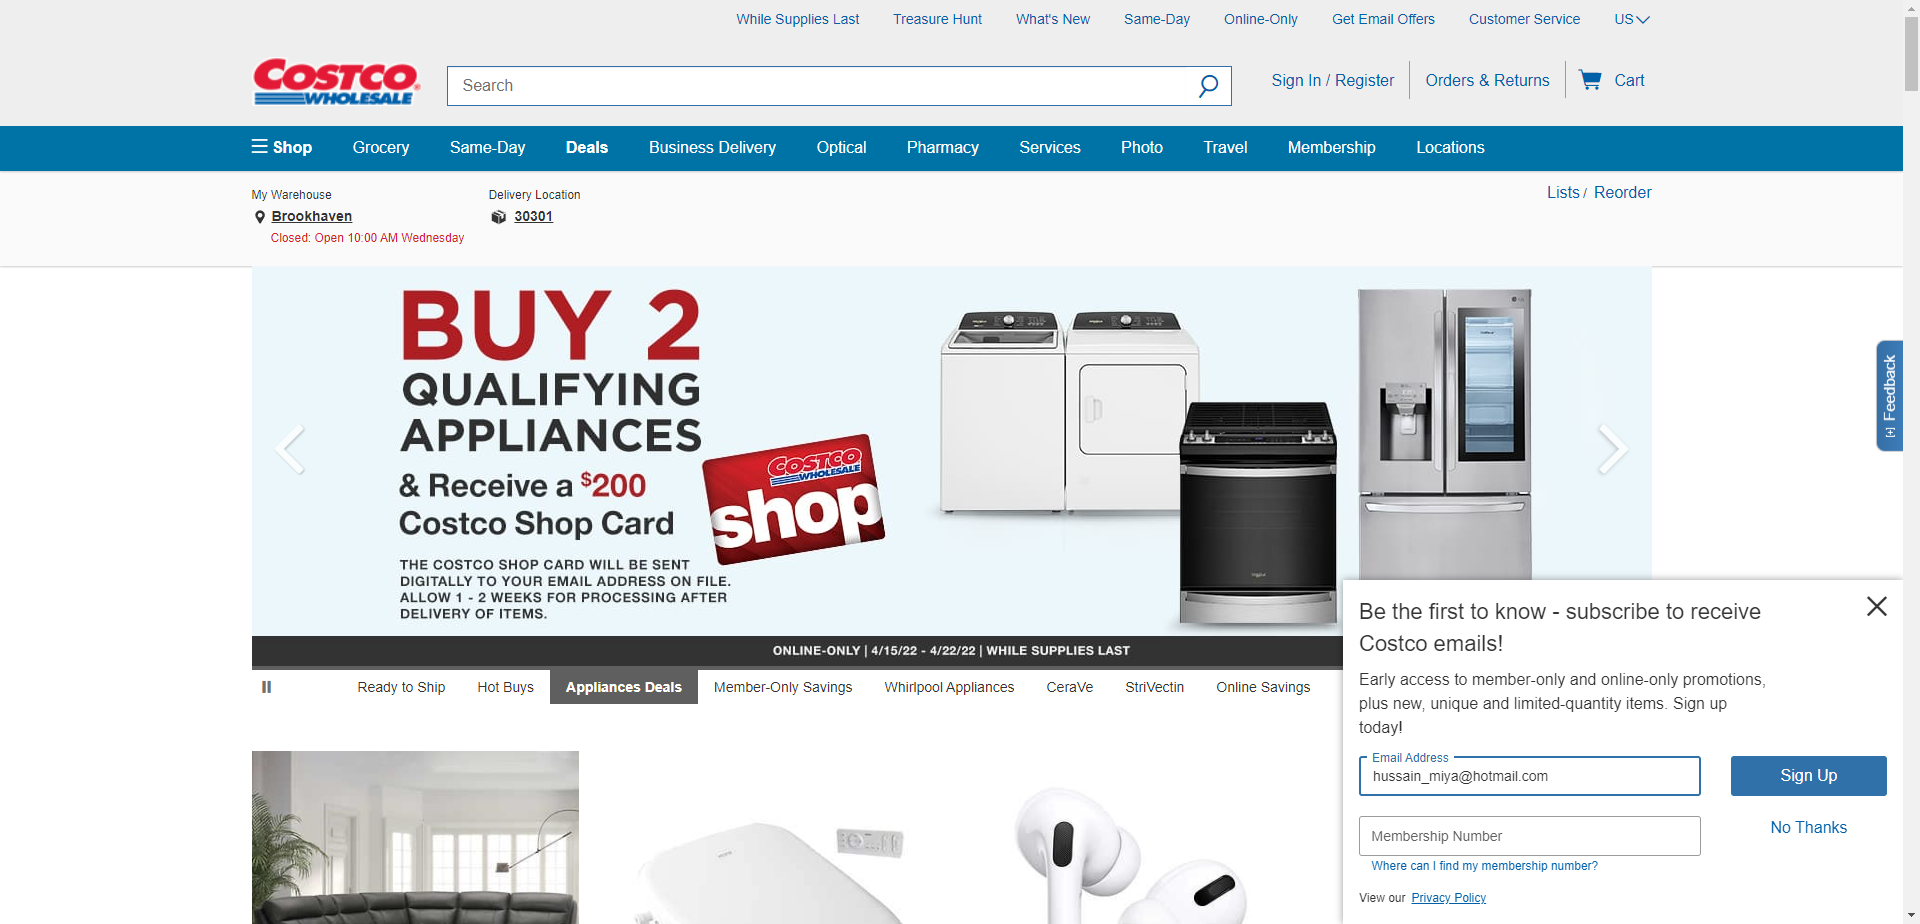 While Supplies Last Treasure Hunt What's New Same-Day Online-Only Get Email Offers Customer Service US
COSTCO
WHOLESALE
Search
Sign In / Register Orders & Returns Cart
Shop Grocery Same-Day Deals Business Delivery Optical Pharmacy Services Photo Travel Membership Locations
My Warehouse
Brookhaven
Closed: Open 10:00 AM Wednesday
Delivery Location
30301
Lists / Reorder
BUY 2
QUALIFYING
APPLIANCES
& Receive a $200
Costco Shop Card
THE COSTCO SHOP CARD WILL BE SENT
DIGITALLY TO YOUR EMAIL ADDRESS ON FILE.
ALLOW 1 - 2 WEEKS FOR PROCESSING AFTER
DELIVERY OF ITEMS.
COSTCO
WHOLESALE
shop
LG
[+] Feedback
ONLINE-ONLY | 4/15/22 - 4/22/22 | WHILE SUPPLIES LAST
Ready to Ship Hot Buys Appliances Deals Member-Only Savings Whirlpool Appliances CeraVe StriVectin Online Savings
Be the first to know - subscribe to receive
Costco emails!
Early access to member-only and online-only promotions,
plus new, unique and limited-quantity items. Sign up
today!
Email Address
hussain_miya@hotmail.com
Sign Up
Membership Number
No Thanks
Where can I find my membership number?
View our Privacy Policy